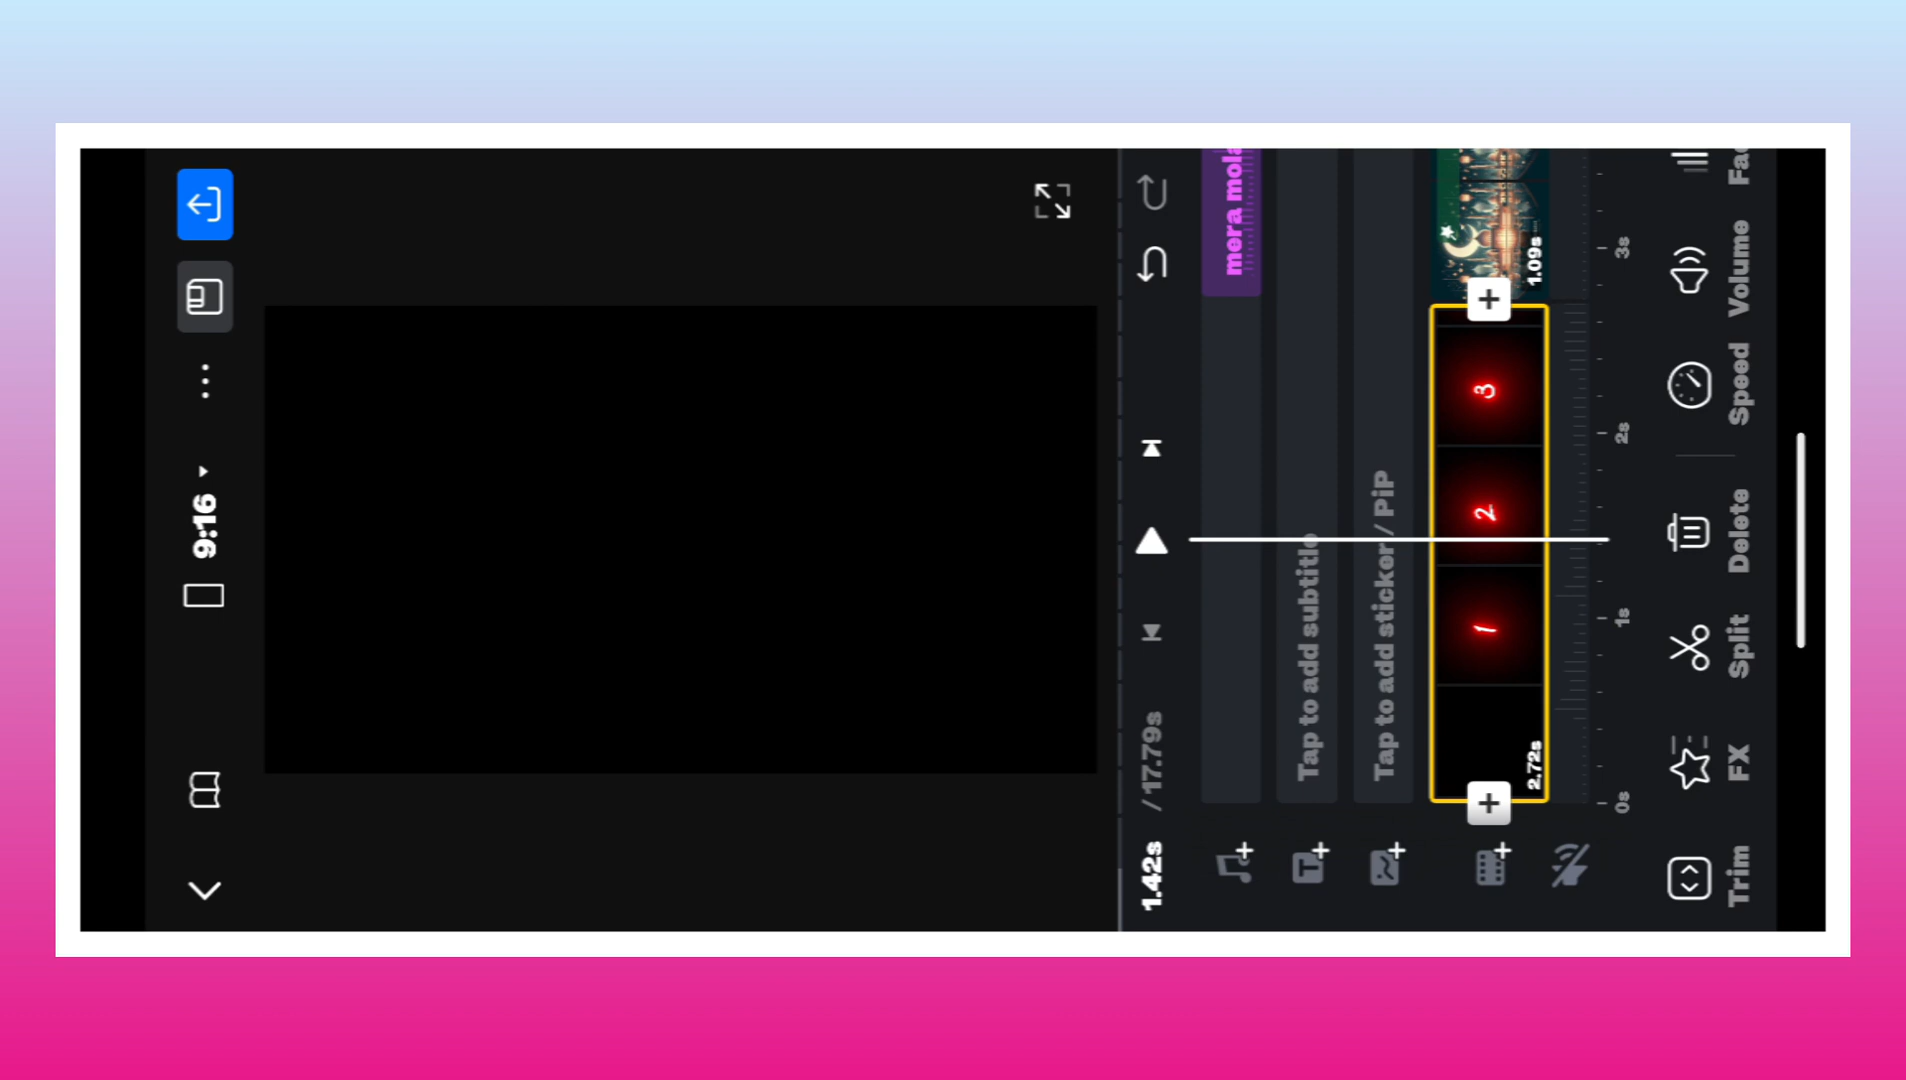 9:16
1.42s / 17.79s
mera mola
Tap to add subtitle
Tap to add sticker / PiP
2.72s
1
2
3
1.09s
0s
1s
2s
3s
Trim
FX
Split
Delete
Speed
Volume
Fad